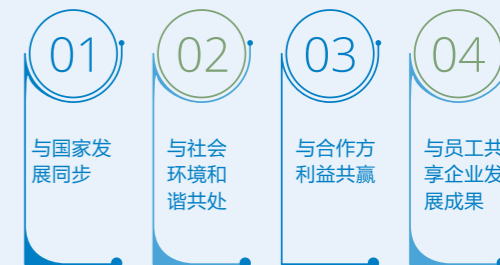 01
与国家发
展同步
02
与社会
环境和
谐共处
03
与合作方
利益共赢
04
与员工共
享企业发
展成果